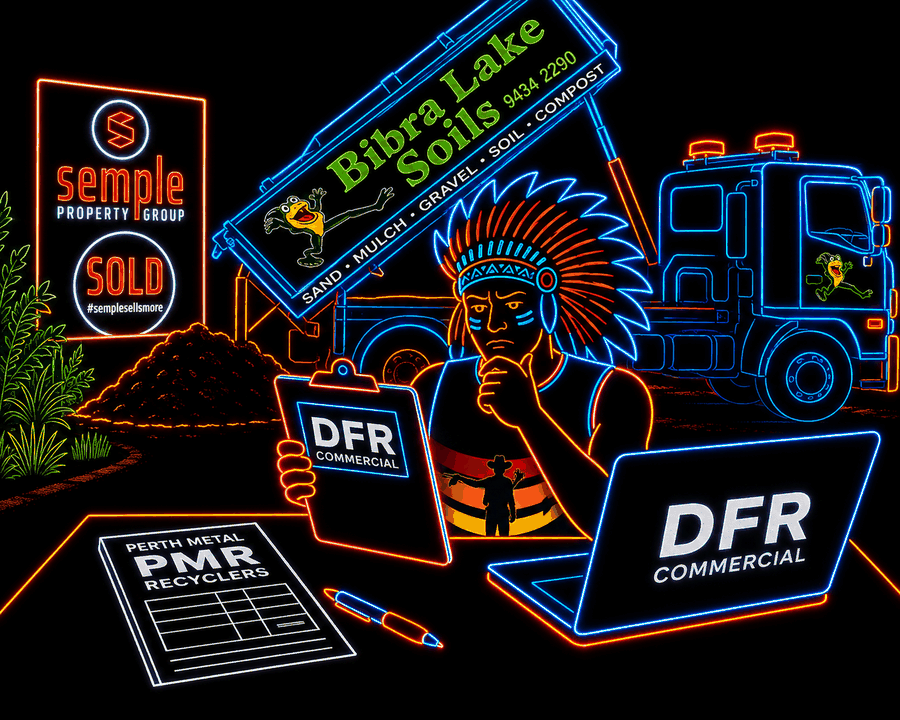 Bibra Lake
Soils 9434 2290
SAND • MULCH • GRAVEL • SOIL • COMPOST
semple
PROPERTY GROUP
SOLD
#semplesellsmore
DFR
COMMERCIAL
DFR
COMMERCIAL
PERTH METAL
PMR
RECYCLERS